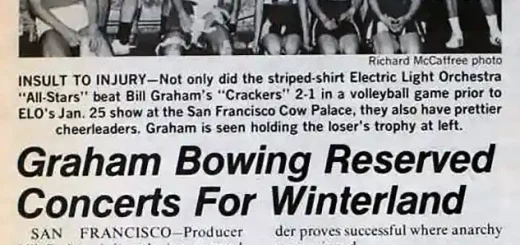 Richard McCaffree photo
INSULT TO INJURY—Not only did the striped-shirt Electric Light Orchestra
"All-Stars" beat Bill Graham's "Crackers" 2-1 in a volleyball game prior to
ELO's Jan. 25 show at the San Francisco Cow Palace, they also have prettier
cheerleaders. Graham is seen holding the loser's trophy at left.
Graham Bowing Reserved
Concerts For Winterland
SAN FRANCISCO—Producer
der proves successful where anarchy